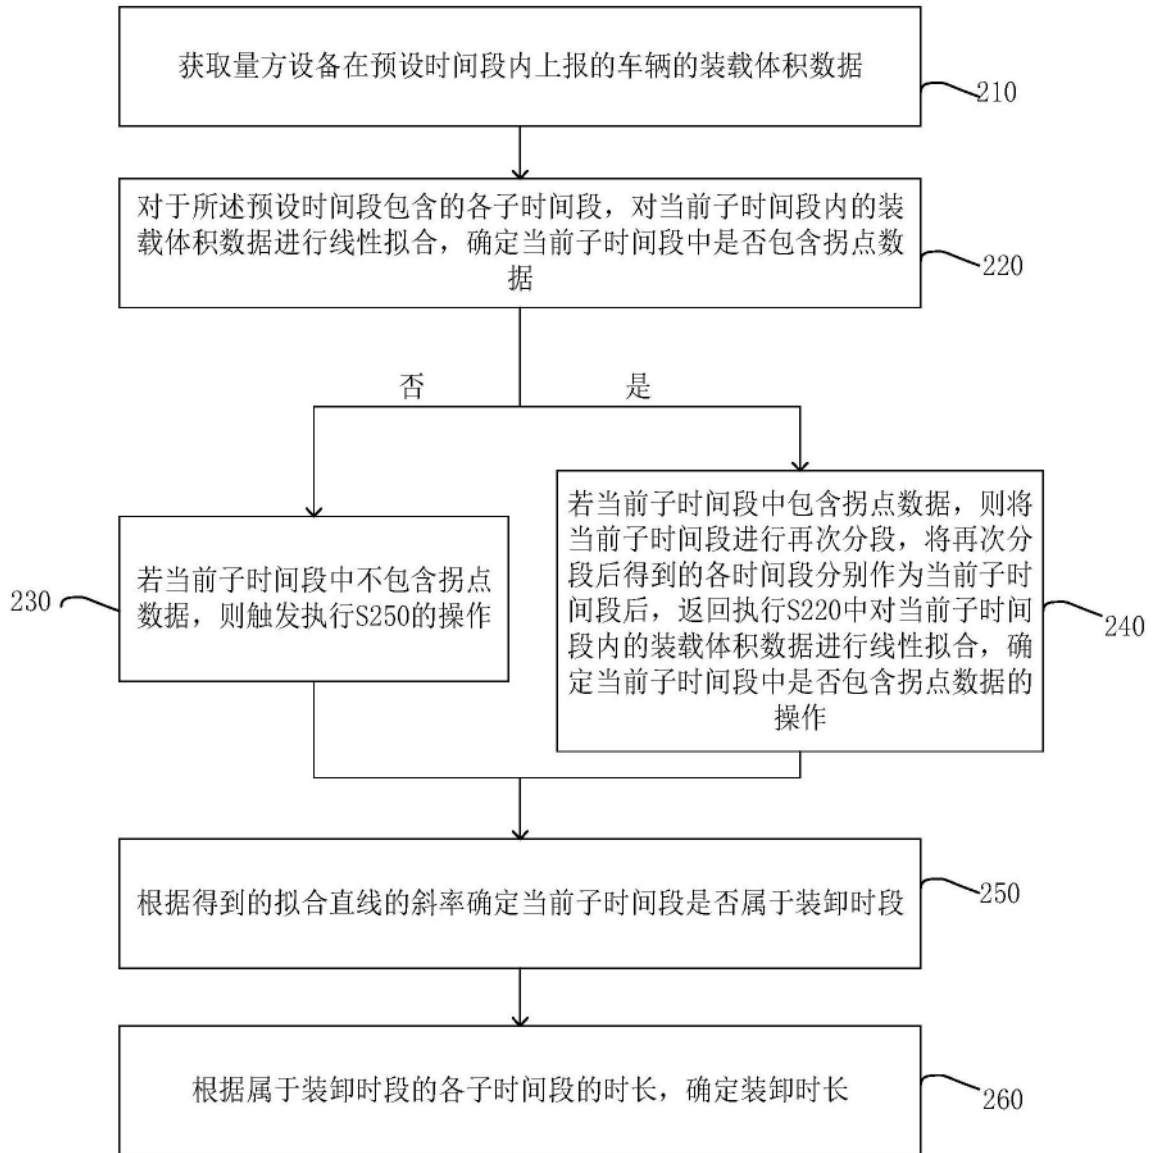 获取量方设备在预设时间段内上报的车辆的装载体积数据
210
对于所述预设时间段包含的各子时间段，对当前子时间段内的装
载体积数据进行线性拟合，确定当前子时间段中是否包含拐点数
据
220
否
是
若当前子时间段中不包含拐点
数据，则触发执行S250的操作
230
若当前子时间段中包含拐点数据，则将
当前子时间段进行再次分段，将再次分
段后得到的各时间段分别作为当前子时
间段后，返回执行S220中对当前子时间
段内的装载体积数据进行线性拟合，确
定当前子时间段中是否包含拐点数据的
操作
240
根据得到的拟合直线的斜率确定当前子时间段是否属于装卸时段
250
根据属于装卸时段的各子时间段的时长，确定装卸时长
260